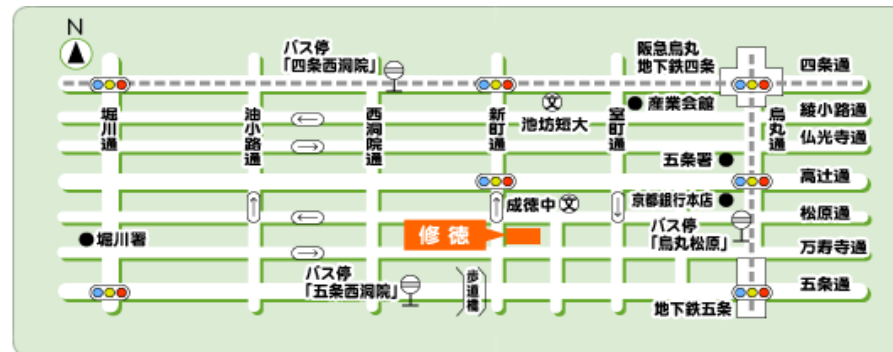 N
バス停
「四条西洞院」
阪急烏丸
地下鉄四条
四条通
堀川通
油小路通
西洞院通
新町通
文
池坊短大
室町通
産業会館
烏丸通
綾小路通
仏光寺通
五条署
高辻通
成徳中
文
京都銀行本店
松原通
堀川署
修徳
バス停
「烏丸松原」
万寿寺通
バス停
「五条西洞院」
歩道橋
五条通
地下鉄五条